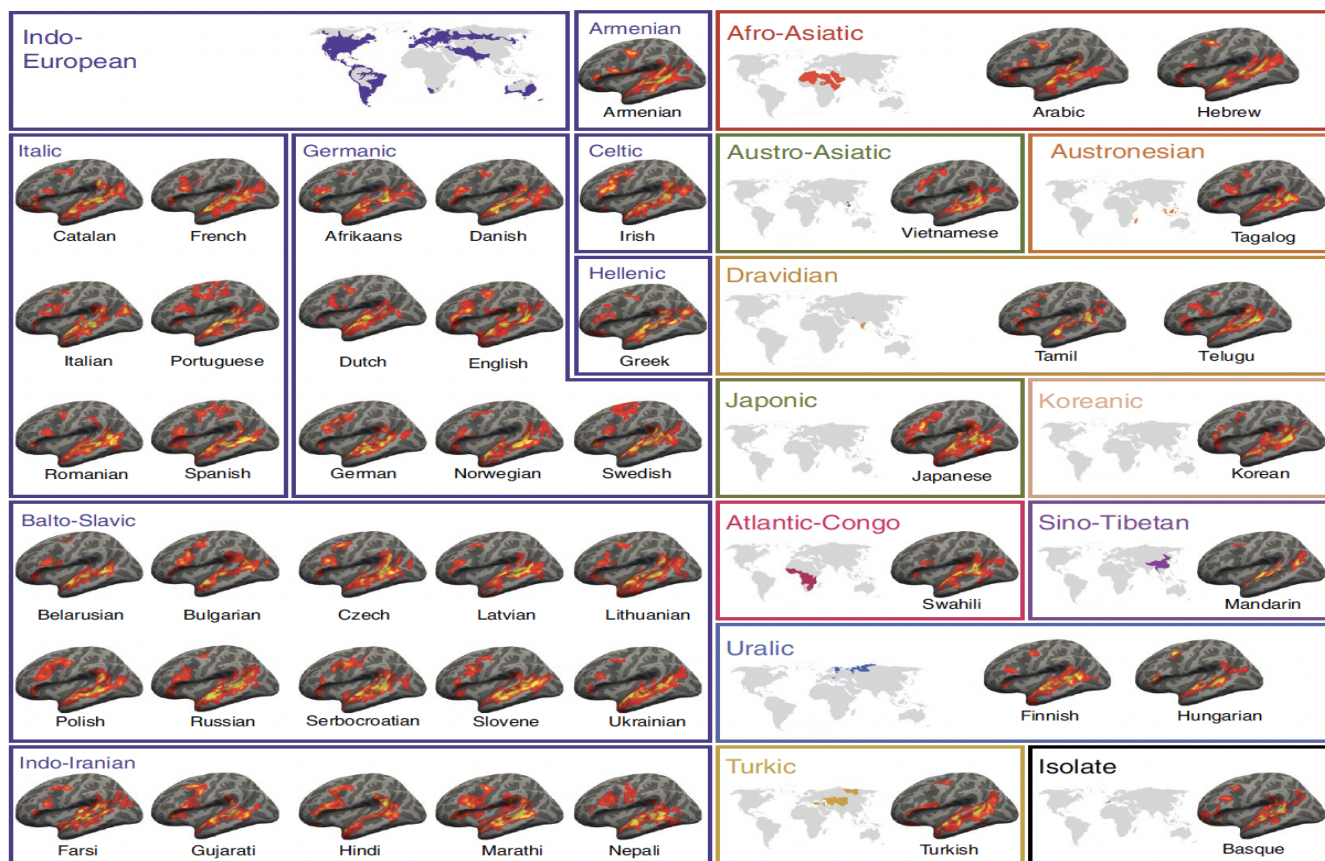 Indo-
European
Armenian
Armenian
Afro-Asiatic
Arabic
Hebrew
Italic
Catalan
French
Italian
Portuguese
Romanian
Spanish
Germanic
Afrikaans
Danish
Dutch
English
German
Norwegian
Swedish
Celtic
Irish
Hellenic
Greek
Austro-Asiatic
Vietnamese
Austronesian
Tagalog
Dravidian
Tamil
Telugu
Japonic
Japanese
Koreanic
Korean
Balto-Slavic
Belarusian
Bulgarian
Czech
Latvian
Lithuanian
Polish
Russian
Serbocroatian
Slovene
Ukrainian
Atlantic-Congo
Swahili
Sino-Tibetan
Mandarin
Uralic
Finnish
Hungarian
Indo-Iranian
Farsi
Gujarati
Hindi
Marathi
Nepali
Turkic
Turkish
Isolate
Basque